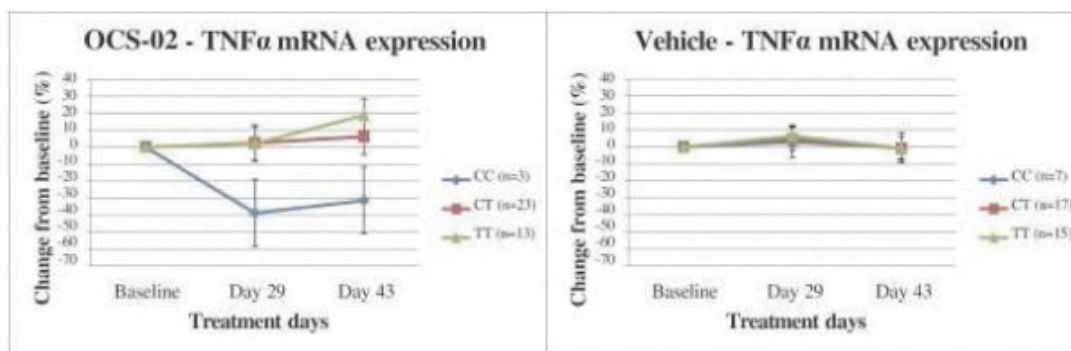 OCS-02 - TNFα mRNA expression
Change from baseline (%)
40
30
20
10
0
-10
-20
-30
-40
-50
-60
-70
Baseline Day 29 Day 43
Treatment days
CC (n=3)
CT (n=23)
TT (n=13)
Vehicle - TNFα mRNA expression
Change from baseline (%)
40
30
20
10
0
-10
-20
-30
-40
-50
-60
-70
Baseline Day 29 Day 43
Treatment days
CC (n=7)
CT (n=17)
TT (n=15)